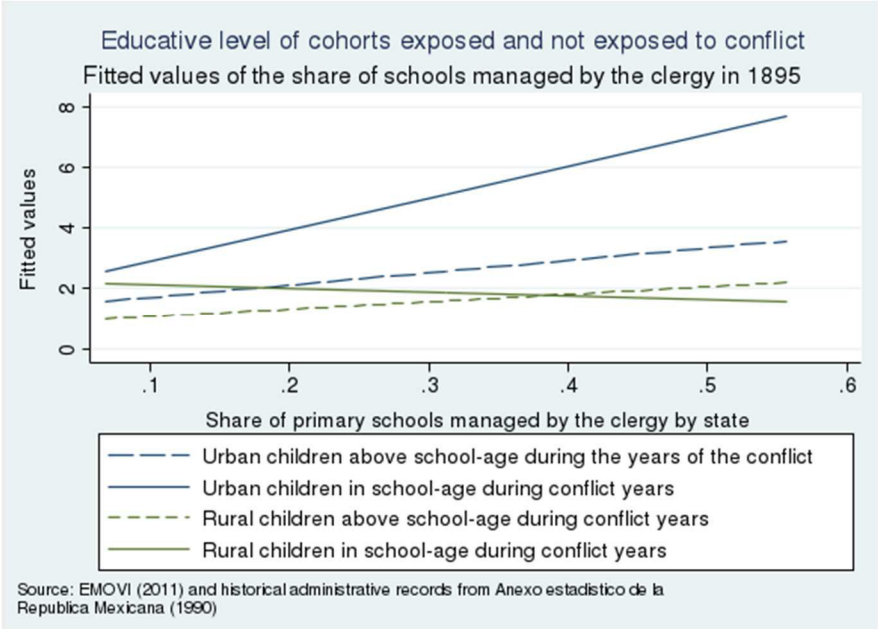 Educative level of cohorts exposed and not exposed to conflict
Fitted values of the share of schools managed by the clergy in 1895
8
6
4
2
0
Fitted values
.1 .2 .3 .4 .5 .6
Share of primary schools managed by the clergy by state
Urban children above school-age during the years of the conflict
Urban children in school-age during conflict years
Rural children above school-age during conflict years
Rural children in school-age during conflict years
Source: EMOVI (2011) and historical administrative records from Anexo estadistico de la
Republica Mexicana (1990)